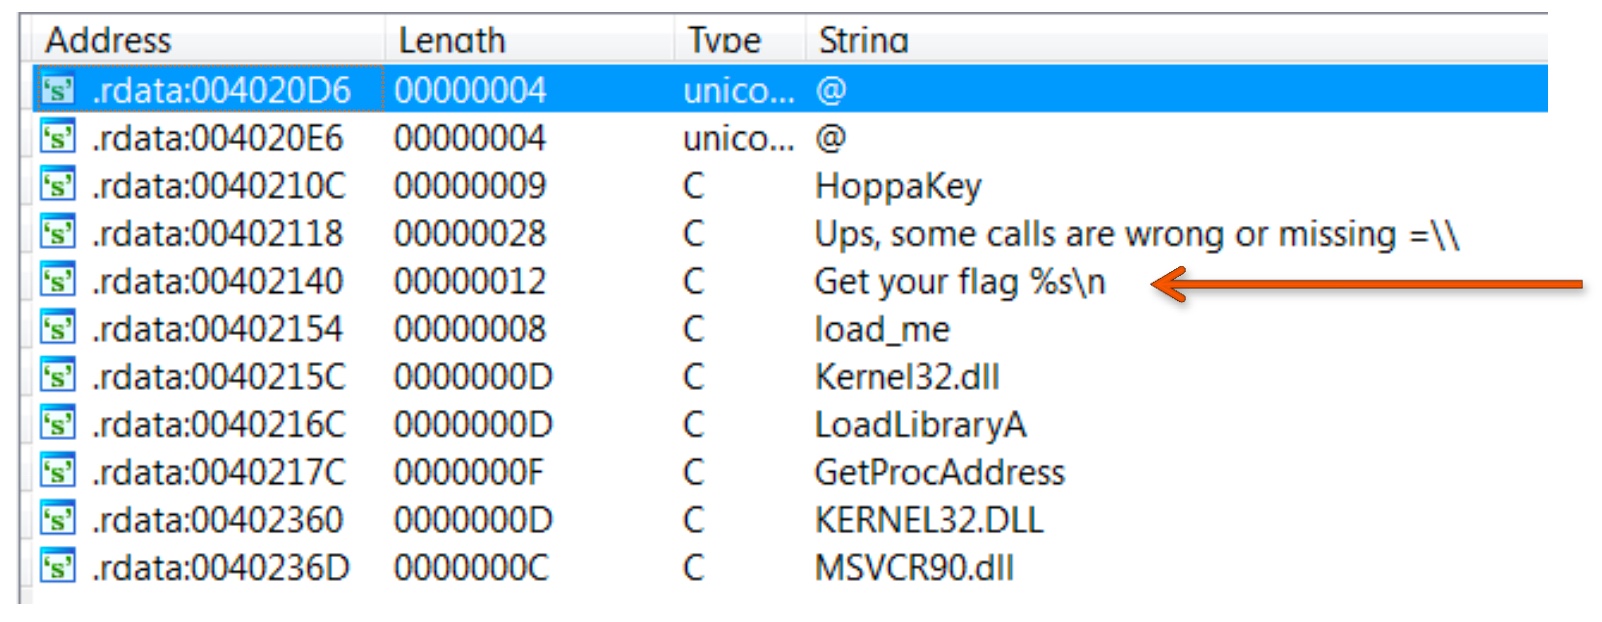 Address Length Type String
's' .rdata:004020D6 00000004 unico... @
's' .rdata:004020E6 00000004 unico... @
's' .rdata:0040210C 00000009 C HoppaKey
's' .rdata:00402118 00000028 C Ups, some calls are wrong or missing =\\
's' .rdata:00402140 00000012 C Get your flag %s\n
's' .rdata:00402154 00000008 C load_me
's' .rdata:0040215C 0000000D C Kernel32.dll
's' .rdata:0040216C 0000000D C LoadLibraryA
's' .rdata:0040217C 0000000F C GetProcAddress
's' .rdata:00402360 0000000D C KERNEL32.DLL
's' .rdata:0040236D 0000000C C MSVCR90.dll